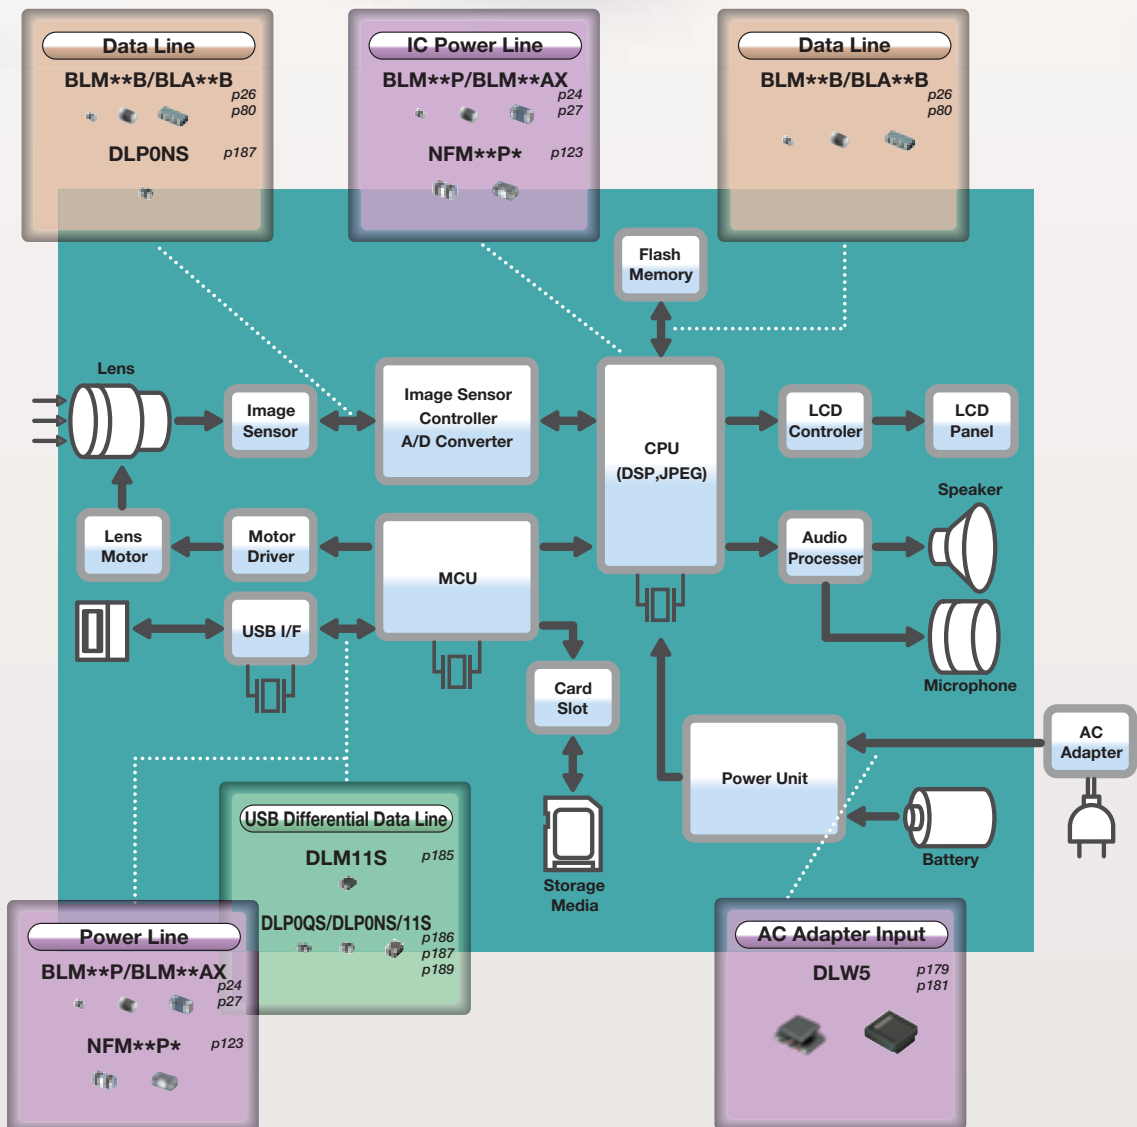 Data Line
BLM**B/BLA**B
p26
p80
DLP0NS
p187
IC Power Line
BLM**P/BLM**AX
p24
p27
NFM**P*
p123
Data Line
BLM**B/BLA**B
p26
p80
Flash
Memory
Lens
Image
Sensor
Image Sensor
Controller
A/D Converter
CPU
(DSP,JPEG)
LCD
Controler
LCD
Panel
Speaker
Lens
Motor
Motor
Driver
MCU
Audio
Processer
USB I/F
Card
Slot
Microphone
Power Unit
AC
Adapter
Battery
Storage
Media
USB Differential Data Line
DLM11S
p185
DLP0QS/DLP0NS/11S
p186
p187
p189
Power Line
BLM**P/BLM**AX
p24
p27
NFM**P*
p123
AC Adapter Input
DLW5
p179
p181